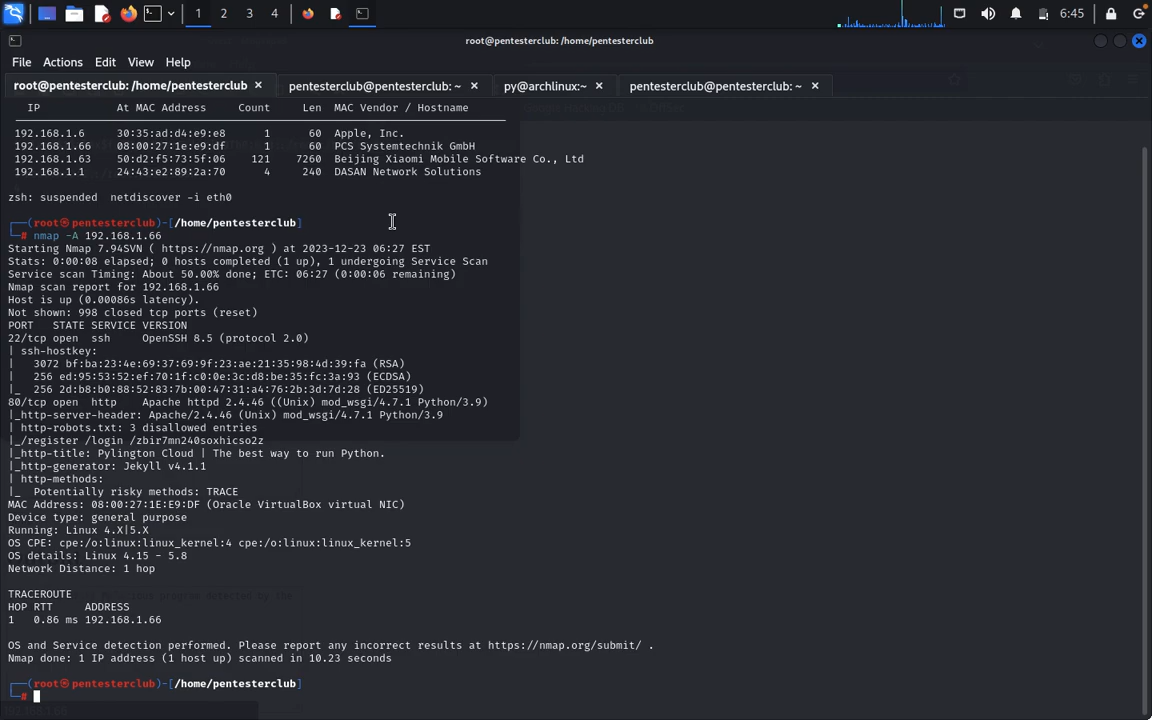 1 2 3 4 6:45
root@pentesterclub: /home/pentesterclub
File Actions Edit View Help
root@pentesterclub: /home/pentesterclub × pentesterclub@pentesterclub: ~ × py@archlinux:~ × pentesterclub@pentesterclub: ~ ×
IP At MAC Address Count Len MAC Vendor / Hostname
192.168.1.6 30:35:ad:d4:e9:e8 1 60 Apple, Inc.
192.168.1.66 08:00:27:1e:e9:df 1 60 PCS Systemtechnik GmbH
192.168.1.63 50:d2:f5:73:5f:06 121 7260 Beijing Xiaomi Mobile Software Co., Ltd
192.168.1.1 24:43:e2:89:2a:70 4 240 DASAN Network Solutions
zsh: suspended netdiscover -i eth0
┌──(root㉿pentesterclub)-[/home/pentesterclub]
└─# nmap -A 192.168.1.66
Starting Nmap 7.94SVN ( https://nmap.org ) at 2023-12-23 06:27 EST
Stats: 0:00:08 elapsed; 0 hosts completed (1 up), 1 undergoing Service Scan
Service scan Timing: About 50.00% done; ETC: 06:27 (0:00:06 remaining)
Nmap scan report for 192.168.1.66
Host is up (0.00086s latency).
Not shown: 998 closed tcp ports (reset)
PORT STATE SERVICE VERSION
22/tcp open ssh OpenSSH 8.5 (protocol 2.0)
| ssh-hostkey:
| 3072 bf:ba:23:4e:69:37:69:9f:23:ae:21:35:98:4d:39:fa (RSA)
| 256 ed:95:53:52:ef:70:1f:c0:0e:3c:d8:be:35:fc:3a:93 (ECDSA)
|_ 256 2d:b8:b0:88:52:83:7b:00:47:31:a4:76:2b:3d:7d:28 (ED25519)
80/tcp open http Apache httpd 2.4.46 ((Unix) mod_wsgi/4.7.1 Python/3.9)
|_http-server-header: Apache/2.4.46 (Unix) mod_wsgi/4.7.1 Python/3.9
| http-robots.txt: 3 disallowed entries
|_/register /login /zbir7mn240soxhicso2z
|_http-title: Pylington Cloud | The best way to run Python.
|_http-generator: Jekyll v4.1.1
| http-methods:
|_ Potentially risky methods: TRACE
MAC Address: 08:00:27:1E:E9:DF (Oracle VirtualBox virtual NIC)
Device type: general purpose
Running: Linux 4.X|5.X
OS CPE: cpe:/o:linux:linux_kernel:4 cpe:/o:linux:linux_kernel:5
OS details: Linux 4.15 - 5.8
Network Distance: 1 hop
TRACEROUTE
HOP RTT ADDRESS
1 0.86 ms 192.168.1.66
OS and Service detection performed. Please report any incorrect results at https://nmap.org/submit/ .
Nmap done: 1 IP address (1 host up) scanned in 10.23 seconds
┌──(root㉿pentesterclub)-[/home/pentesterclub]
└─#